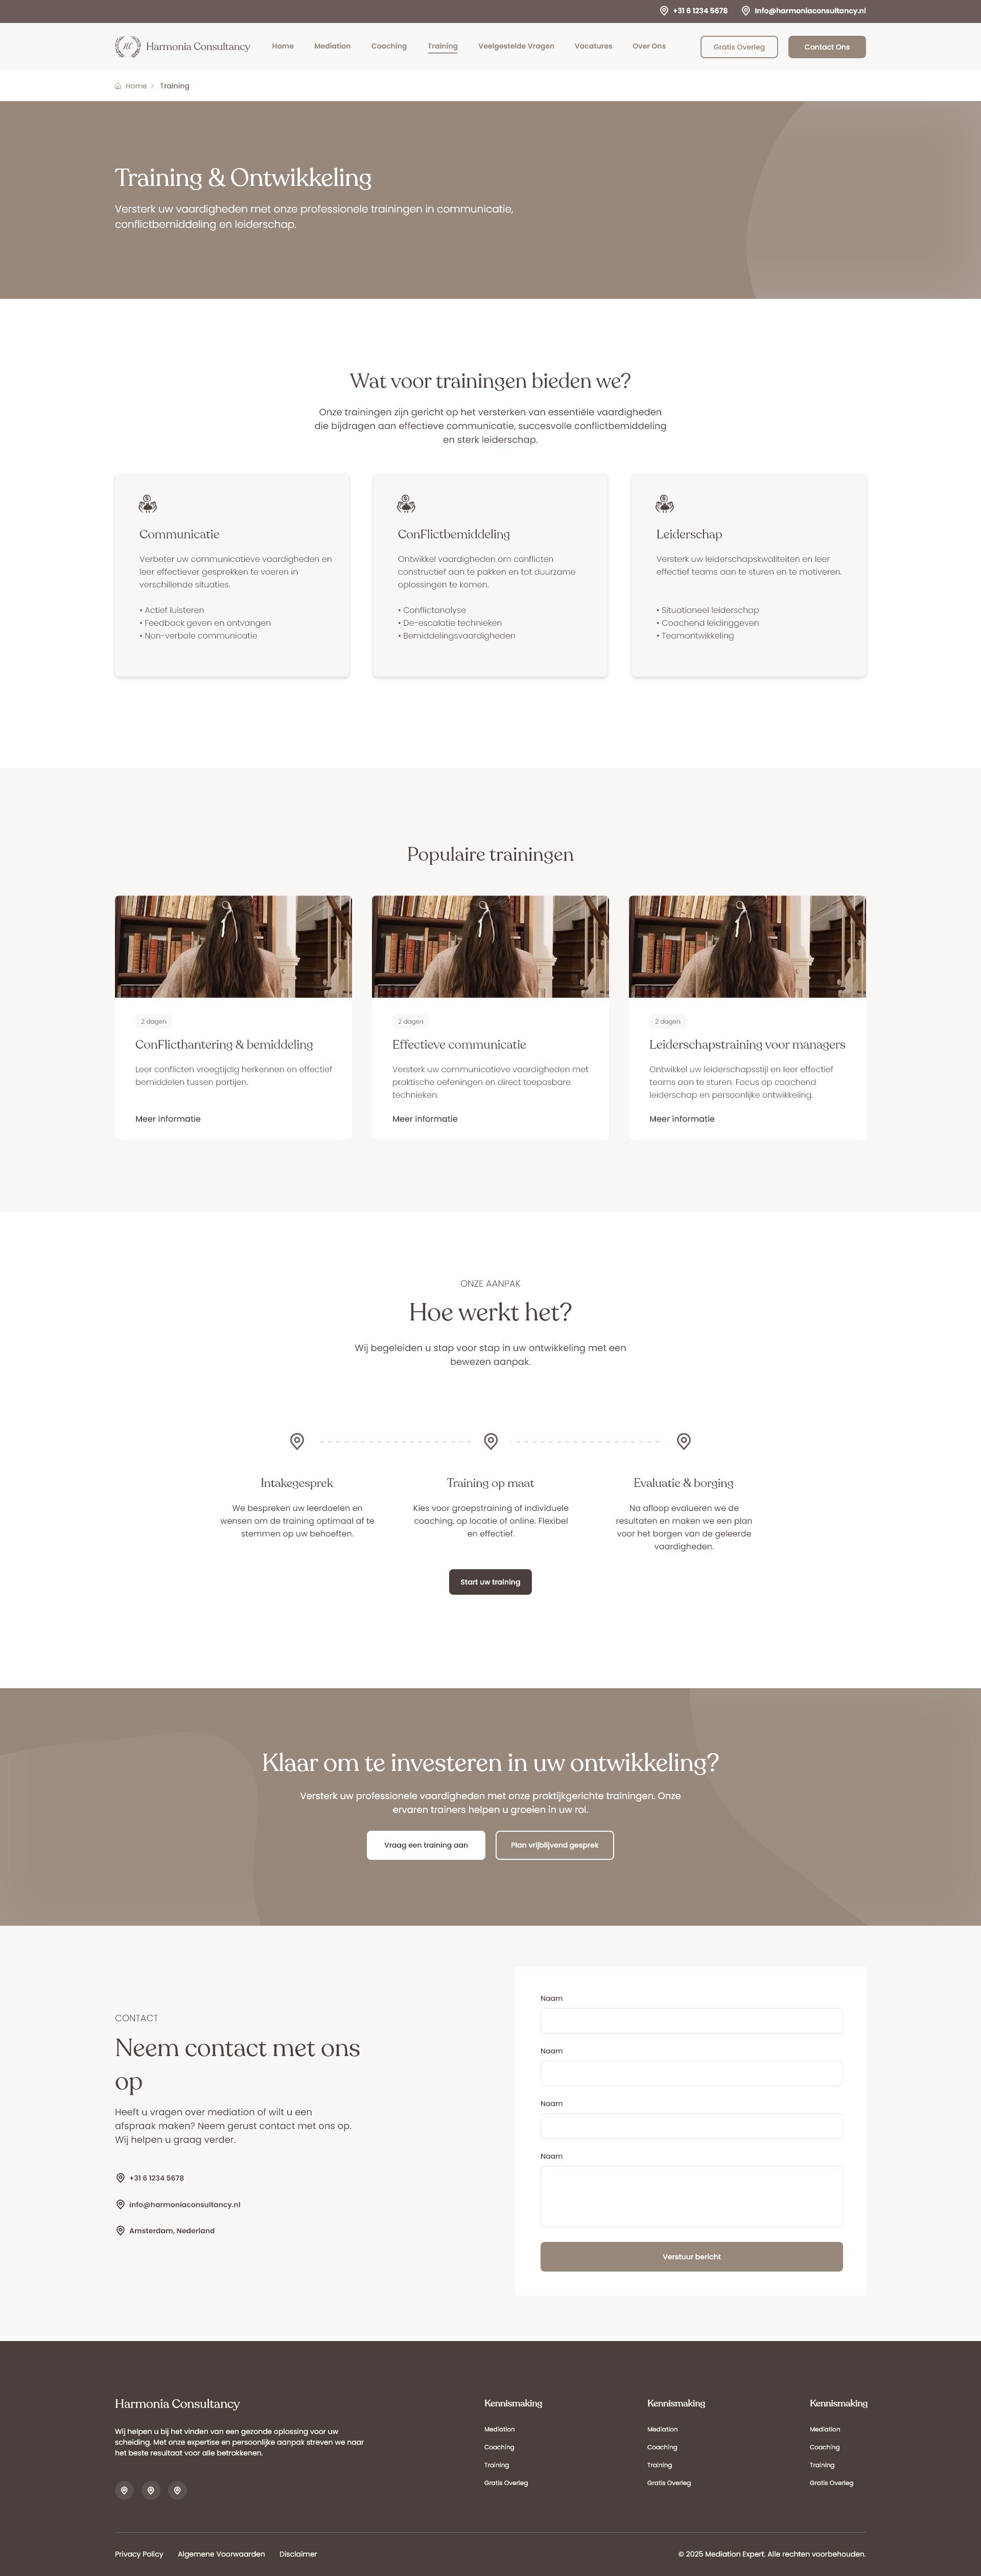 +31 6 1234 5678 Info@harmoniaconsultancy.nl
HC Harmonia Consultancy Home Mediation Coaching Training Veelgestelde Vragen Vacatures Over Ons Gratis Overleg Contact Ons
Home > Training
Training & Ontwikkeling
Versterk uw vaardigheden met onze professionele trainingen in communicatie,
conflictbemiddeling en leiderschap.
Wat voor trainingen bieden we?
Onze trainingen zijn gericht op het versterken van essentiële vaardigheden
die bijdragen aan effectieve communicatie, succesvolle conflictbemiddeling
en sterk leiderschap.
Communicatie
Verbeter uw communicatieve vaardigheden en
leer effectiever gesprekken te voeren in
verschillende situaties.
• Actief luisteren
• Feedback geven en ontvangen
• Non-verbale communicatie
ConFlictbemiddeling
Ontwikkel vaardigheden om conflicten
constructief aan te pakken en tot duurzame
oplossingen te komen.
• Conflictanalyse
• De-escalatie technieken
• Bemiddelingsvaardigheden
Leiderschap
Versterk uw leiderschapskwaliteiten en leer
effectief teams aan te sturen en te motiveren.
• Situationeel leiderschap
• Coachend leidinggeven
• Teamontwikkeling
Populaire trainingen
2 dagen
ConFlicthantering & bemiddeling
Leer conflicten vroegtijdig herkennen en effectief
bemiddelen tussen partijen.
Meer informatie
2 dagen
Effectieve communicatie
Versterk uw communicatieve vaardigheden met
praktische oefeningen en direct toepasbare
technieken.
Meer informatie
2 dagen
Leiderschapstraining voor managers
Ontwikkel uw leiderschapsstijl en leer effectief
teams aan te sturen. Focus op coachend
leiderschap en persoonlijke ontwikkeling.
Meer informatie
ONZE AANPAK
Hoe werkt het?
Wij begeleiden u stap voor stap in uw ontwikkeling met een
bewezen aanpak.
Intakegesprek
We bespreken uw leerdoelen en
wensen om de training optimaal af te
stemmen op uw behoeften.
Training op maat
Kies voor groepstraining of individuele
coaching, op locatie of online. Flexibel
en effectief.
Evaluatie & borging
Na afloop evalueren we de
resultaten en maken we een plan
voor het borgen van de geleerde
vaardigheden.
Start uw training
Klaar om te investeren in uw ontwikkeling?
Versterk uw professionele vaardigheden met onze praktijkgerichte trainingen. Onze
ervaren trainers helpen u groeien in uw rol.
Vraag een training aan Plan vrijblijvend gesprek
CONTACT
Neem contact met ons
op
Heeft u vragen over mediation of wilt u een
afspraak maken? Neem gerust contact met ons op.
Wij helpen u graag verder.
+31 6 1234 5678
info@harmoniaconsultancy.nl
Amsterdam, Nederland
Naam
Naam
Naam
Naam
Verstuur bericht
Harmonia Consultancy
Wij helpen u bij het vinden van een gezonde oplossing voor uw
scheiding. Met onze expertise en persoonlijke aanpak streven we naar
het beste resultaat voor alle betrokkenen.
Kennismaking
Mediation
Coaching
Training
Gratis Overleg
Kennismaking
Mediation
Coaching
Training
Gratis Overleg
Kennismaking
Mediation
Coaching
Training
Gratis Overleg
Privacy Policy Algemene Voorwaarden Disclaimer
© 2025 Mediation Expert. Alle rechten voorbehouden.